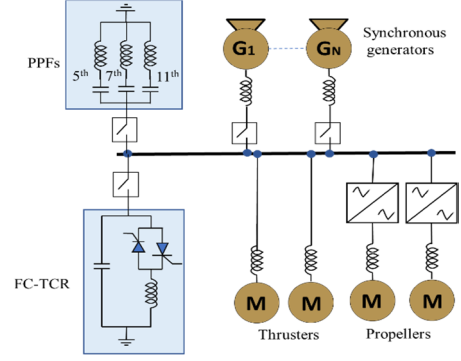 PPFs
5th 7th 11th
G1
GN
Synchronous
generators
FC-TCR
M
M
M
M
Thrusters
Propellers